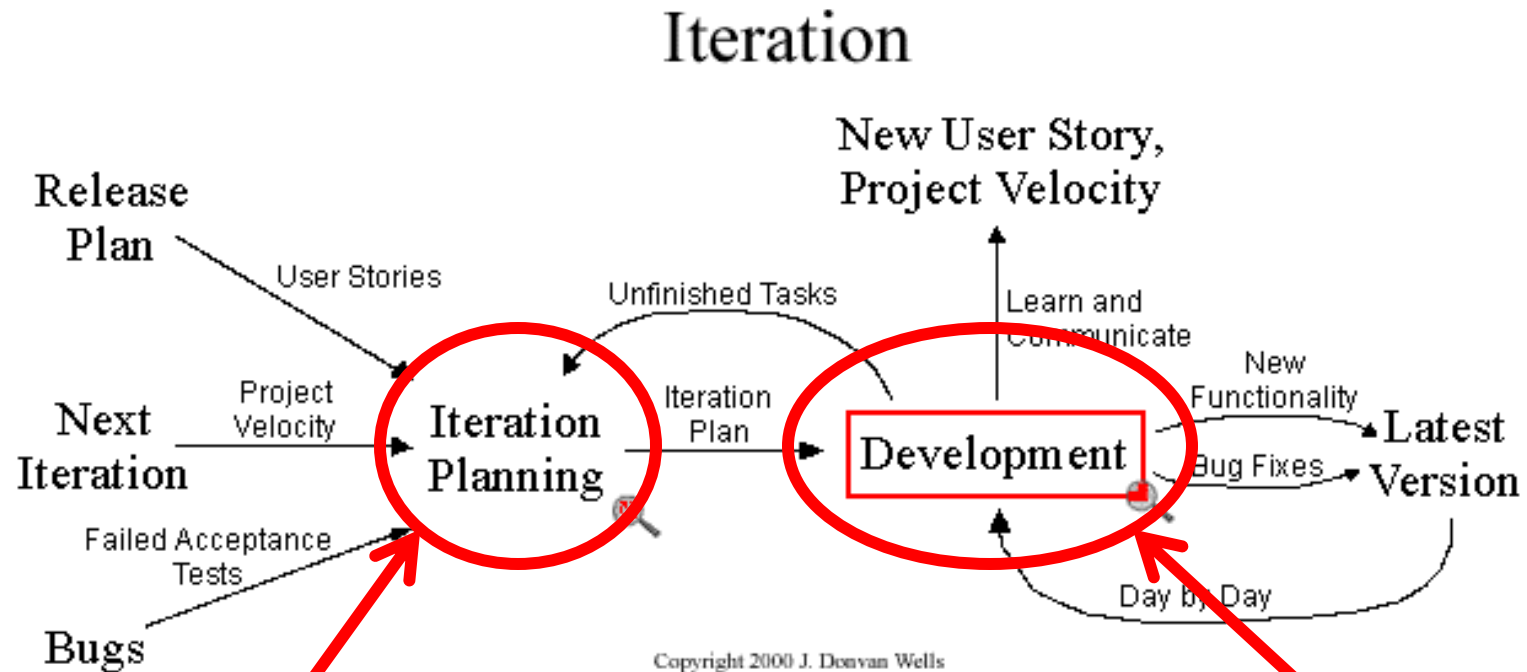 Iteration
New User Story,
Project Velocity
Release
Plan
User Stories
Unfinished Tasks
Learn and
Communicate
New
Functionality
Project
Velocity
Iteration
Plan
Next
Iteration
Iteration
Planning
Development
Latest
Version
Bug Fixes
Failed Acceptance
Tests
Day by Day
Bugs
Copyright 2000 J. Donvan Wells